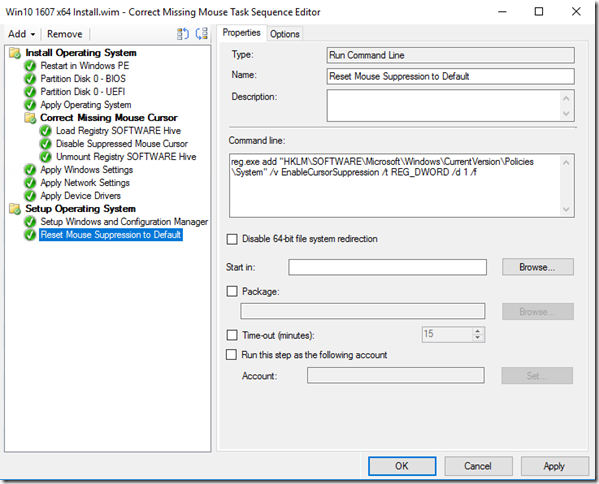 Win10 1607 x64 Install.wim - Correct Missing Mouse Task Sequence Editor
Add
Remove
Install Operating System
Restart in Windows PE
Partition Disk 0 - BIOS
Partition Disk 0 - UEFI
Apply Operating System
Correct Missing Mouse Cursor
Load Registry SOFTWARE Hive
Disable Suppressed Mouse Cursor
Unmount Registry SOFTWARE Hive
Apply Windows Settings
Apply Network Settings
Apply Device Drivers
Setup Operating System
Setup Windows and Configuration Manager
Reset Mouse Suppression to Default
Properties
Options
Type:
Run Command Line
Name:
Reset Mouse Suppression to Default
Description:
Command line:
reg.exe add "HKLM\SOFTWARE\Microsoft\Windows\CurrentVersion\Policies
\System" /v EnableCursorSuppression /t REG_DWORD /d 1 /f
Disable 64-bit file system redirection
Start in:
Browse...
Package:
Browse...
Time-out (minutes):
15
Run this step as the following account
Account:
Set...
OK
Cancel
Apply